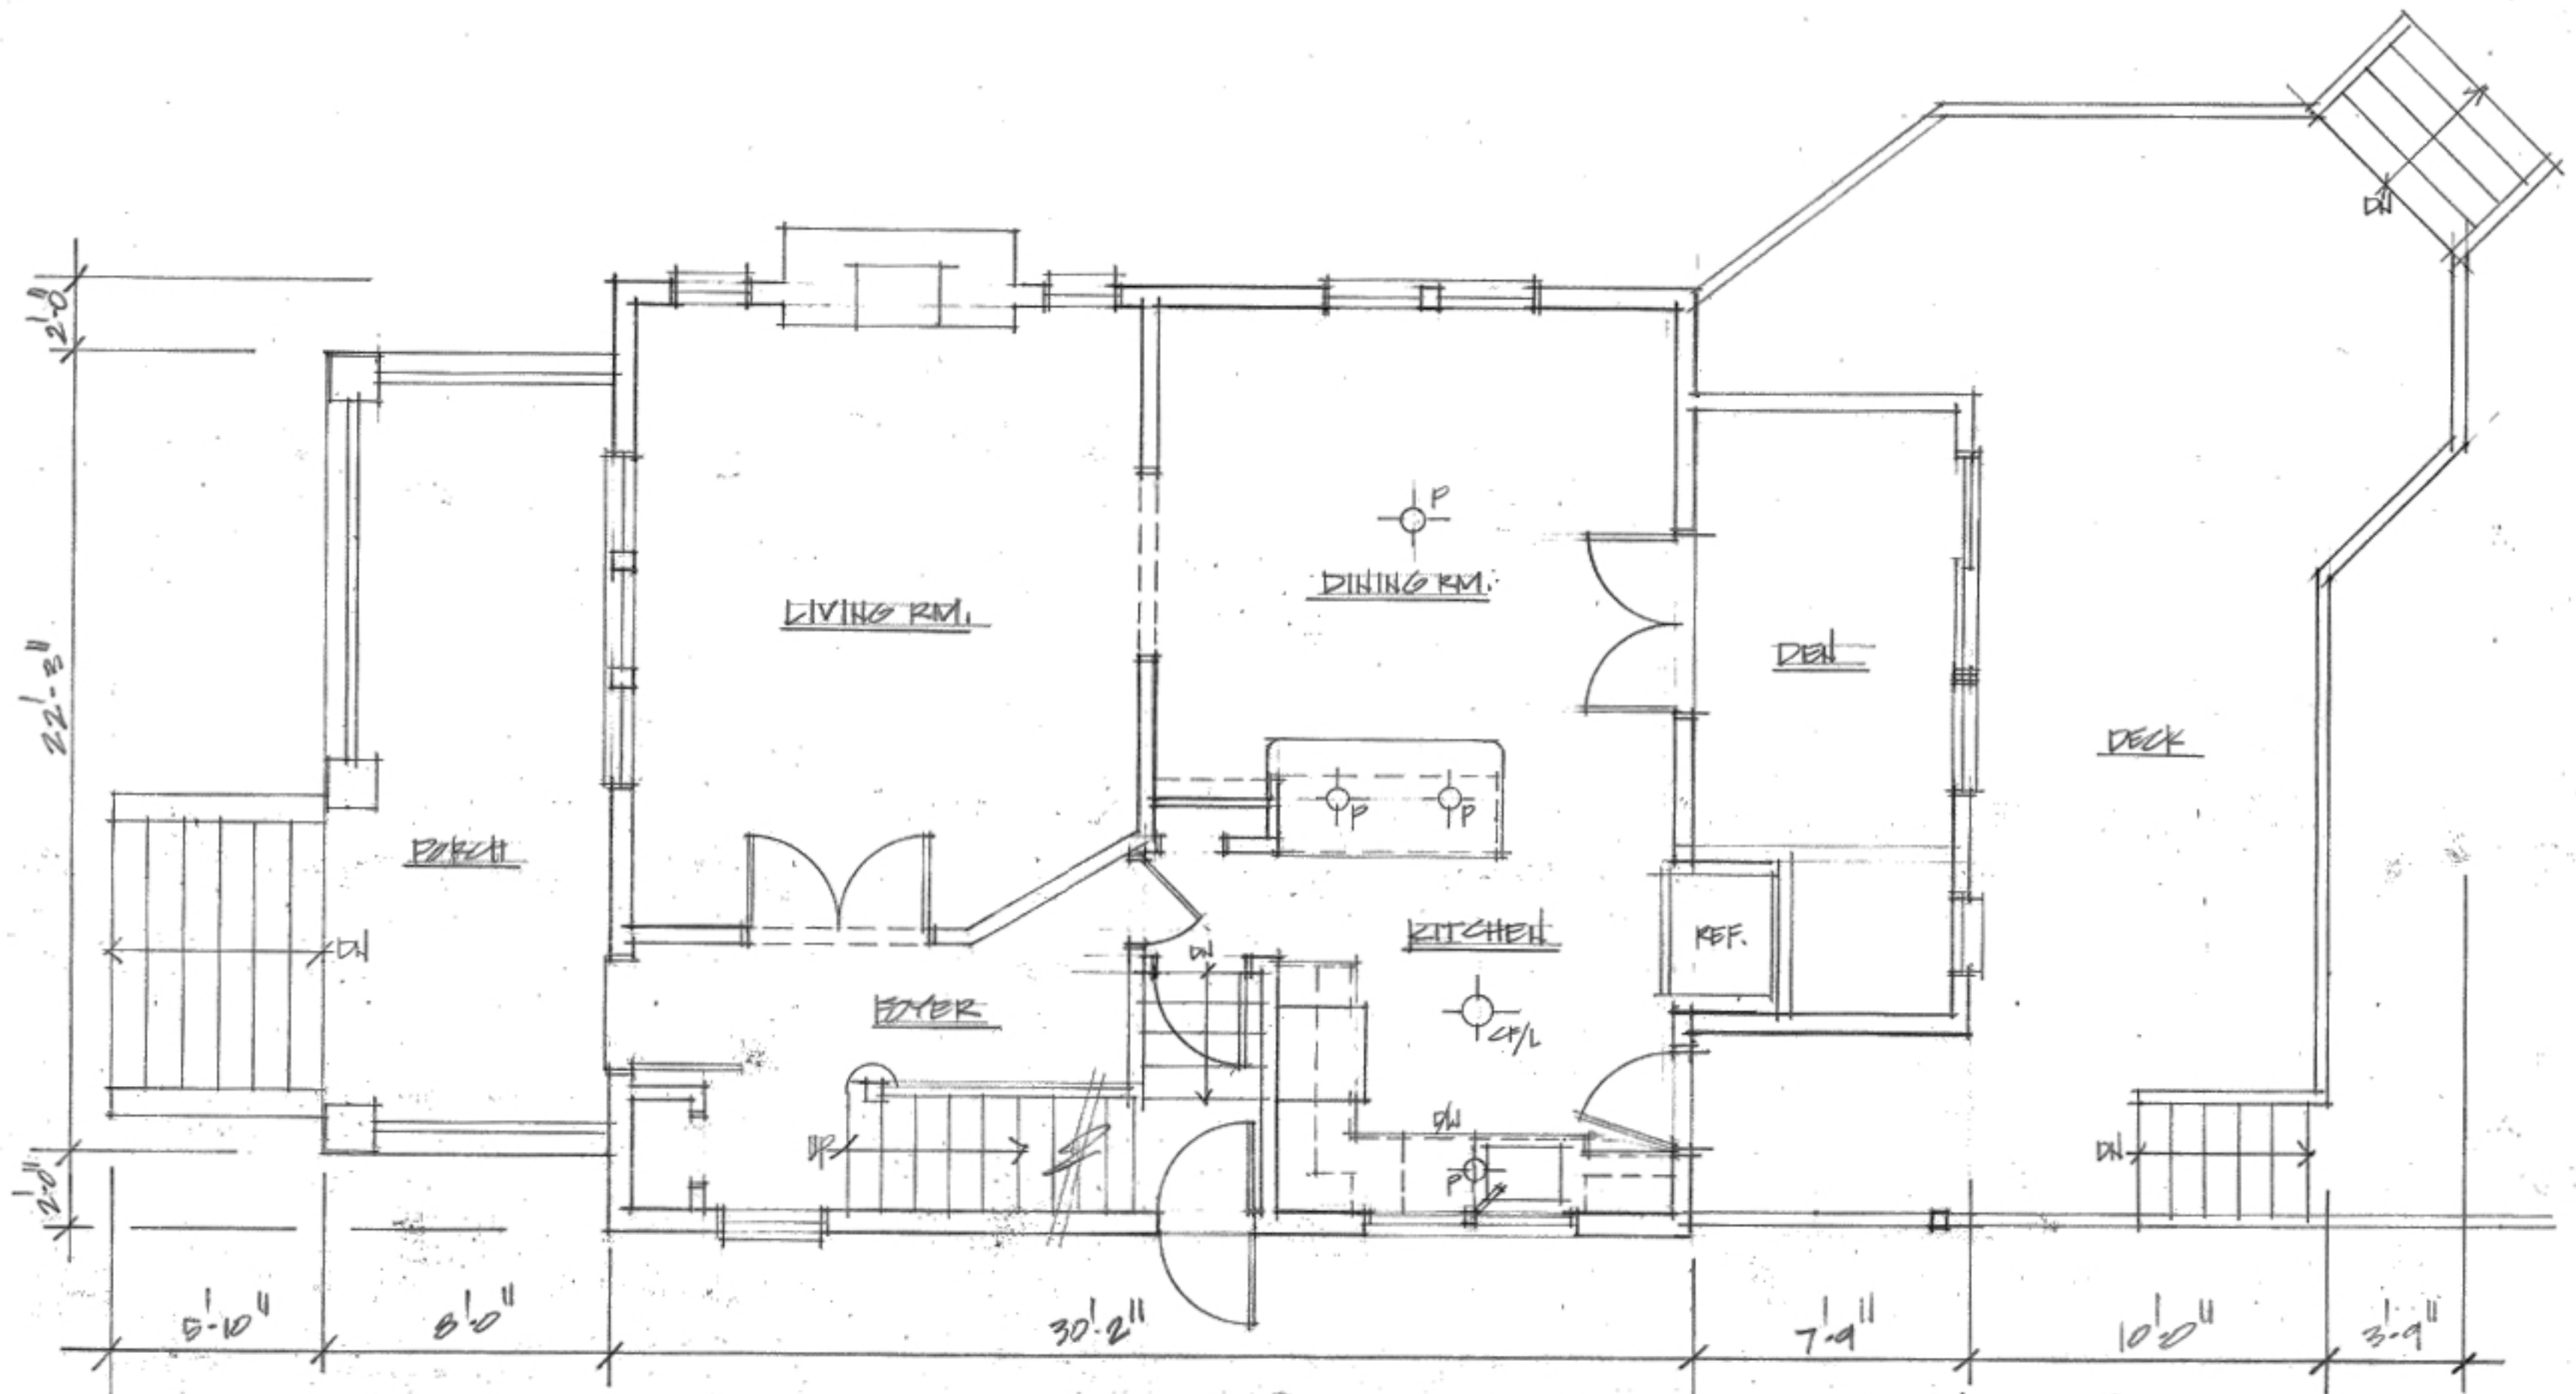 DN
2'-0"
P
DINING RM.
LIVING RM.
DEN
22'-3"
DECK
P
P
PORCH
KITCHEN
REF.
DN
DN
FOYER
CF/L
D/W
UP
DN
P
2'-0"
5'-10"
8'-0"
30'-2"
7'-9"
10'-0"
3'-9"